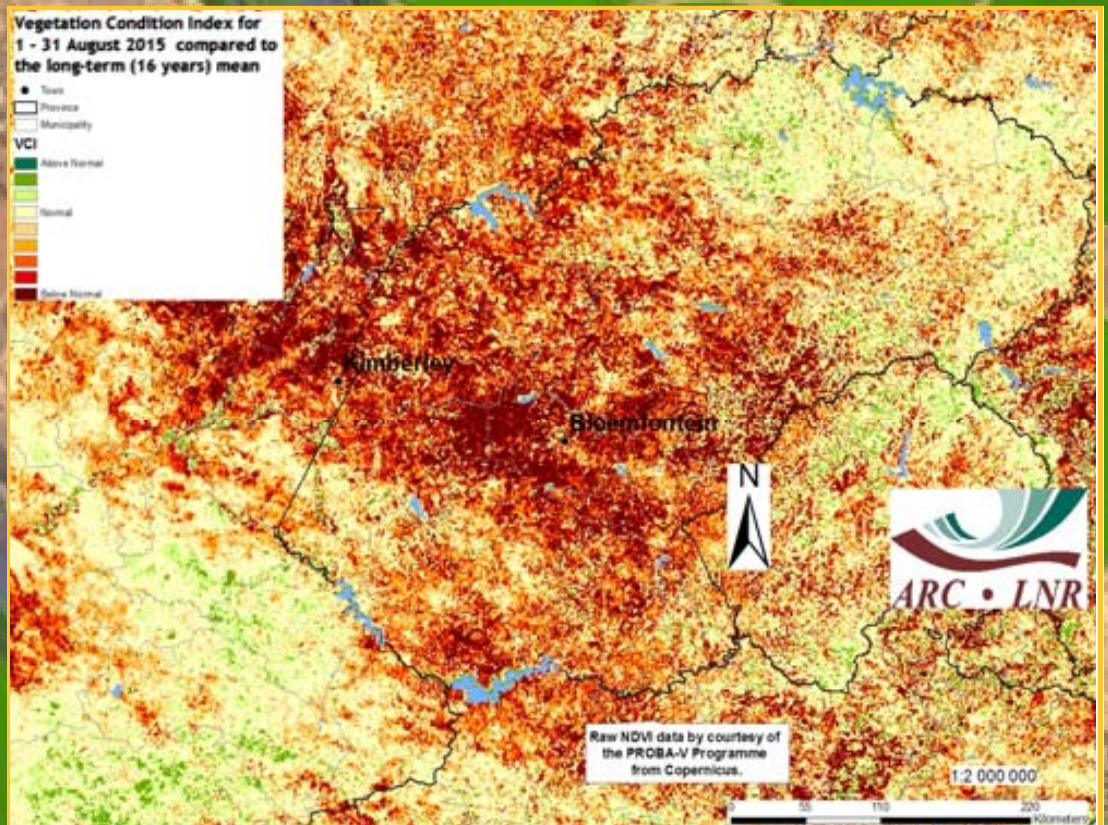 Vegetation Condition Index for
1 - 31 August 2015 compared to
the long-term (16 years) mean
Town
Province
Municipality
VCI
Above Normal
Normal
Below Normal
Kimberley
Bloemfontein
N
ARC • LNR
Raw NDVI data by courtesy of
the PROBA-V Programme
from Copernicus.
1:2 000 000
0 55 110 220
Kilometers